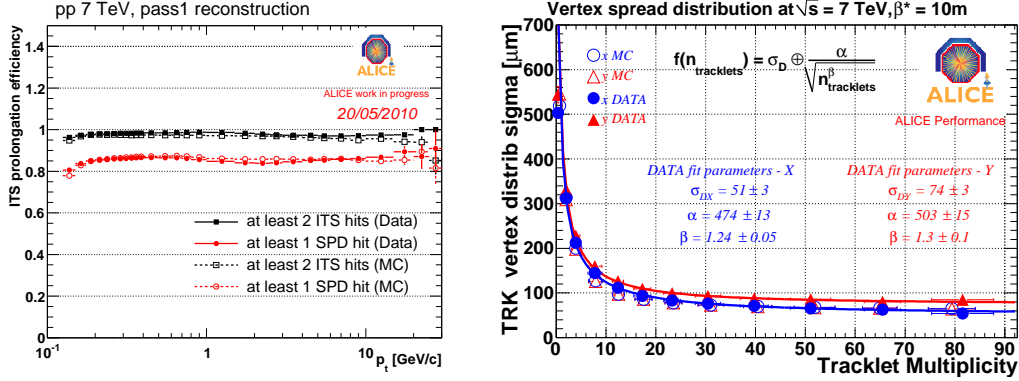 pp 7 TeV, pass1 reconstruction
ITS prolongation efficiency
1.4
1.2
1
0.8
0.6
0.4
0.2
0
ALICE
ALICE work in progress
20/05/2010
at least 2 ITS hits (Data)
at least 1 SPD hit (Data)
at least 2 ITS hits (MC)
at least 1 SPD hit (MC)
10⁻¹
1
10
pₜ [GeV/c]
Vertex spread distribution at √s = 7 TeV, β* = 10m
TRK vertex distrib sigma [μm]
700
600
500
400
300
200
100
0
x MC
y MC
x DATA
y DATA
f(n_tracklets) = σ_D ⊕ α/√(n^β_tracklets)
ALICE
ALICE Performance
DATA fit parameters - X
σ_DX = 51 ± 3
α = 474 ± 13
β = 1.24 ± 0.05
DATA fit parameters - Y
σ_DY = 74 ± 3
α = 503 ± 15
β = 1.3 ± 0.1
0
10
20
30
40
50
60
70
80
90
Tracklet Multiplicity